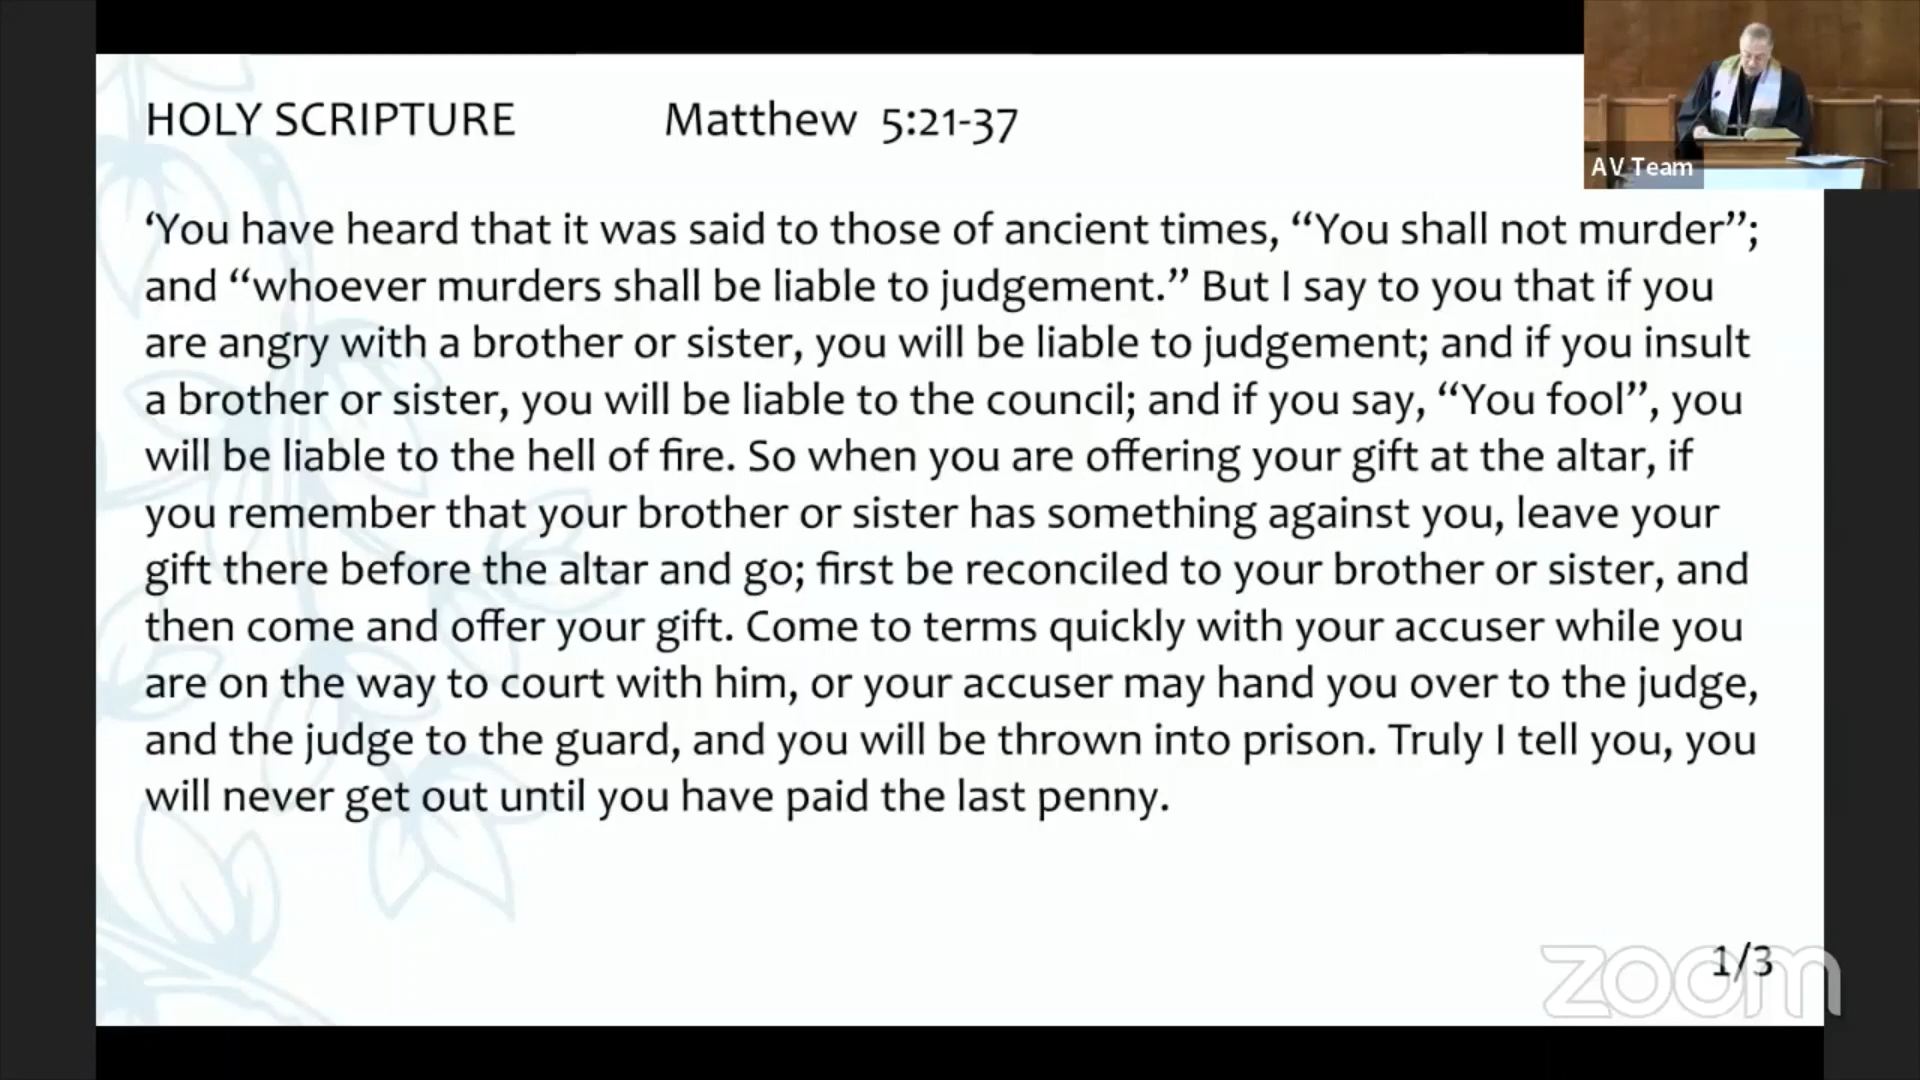 HOLY SCRIPTURE Matthew 5:21-37
AV Team
‘You have heard that it was said to those of ancient times, “You shall not murder”;
and “whoever murders shall be liable to judgement.” But I say to you that if you
are angry with a brother or sister, you will be liable to judgement; and if you insult
a brother or sister, you will be liable to the council; and if you say, “You fool”, you
will be liable to the hell of fire. So when you are offering your gift at the altar, if
you remember that your brother or sister has something against you, leave your
gift there before the altar and go; first be reconciled to your brother or sister, and
then come and offer your gift. Come to terms quickly with your accuser while you
are on the way to court with him, or your accuser may hand you over to the judge,
and the judge to the guard, and you will be thrown into prison. Truly I tell you, you
will never get out until you have paid the last penny.
1/3
zoom